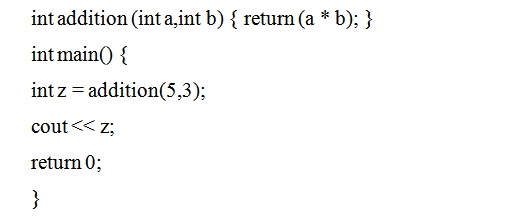 int addition (int a,int b) { return (a * b); }
int main() {
int z = addition(5,3);
cout << z;
return 0;
}